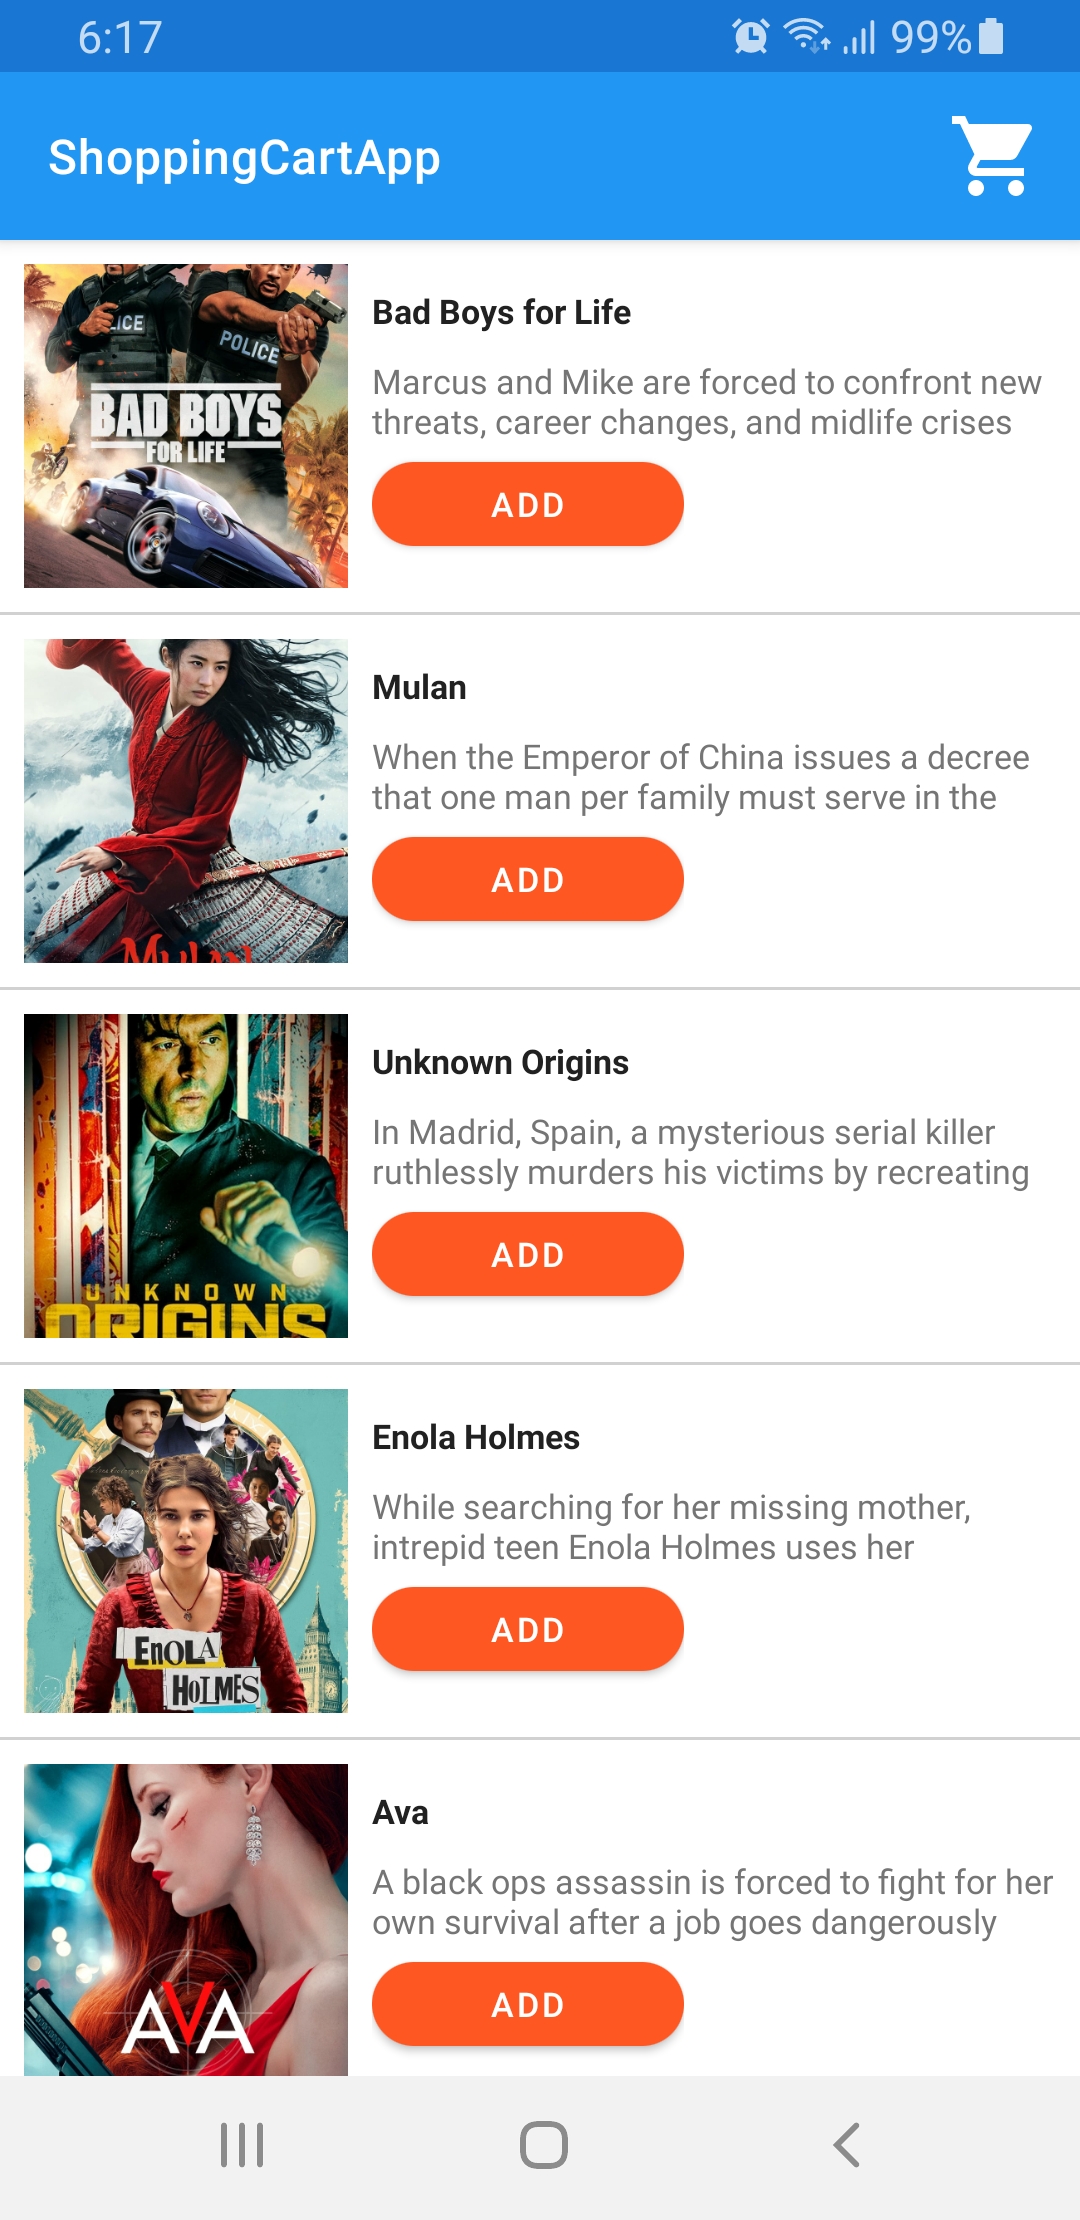 6:17
99%
ShoppingCartApp
ICE
POLICE
BAD BOYS
FOR LIFE
Bad Boys for Life
Marcus and Mike are forced to confront new
threats, career changes, and midlife crises
ADD
MULAN
Mulan
When the Emperor of China issues a decree
that one man per family must serve in the
ADD
UNKNOWN
ORIGINS
Unknown Origins
In Madrid, Spain, a mysterious serial killer
ruthlessly murders his victims by recreating
ADD
ENOLA
HOLMES
Enola Holmes
While searching for her missing mother,
intrepid teen Enola Holmes uses her
ADD
AVA
Ava
A black ops assassin is forced to fight for her
own survival after a job goes dangerously
ADD